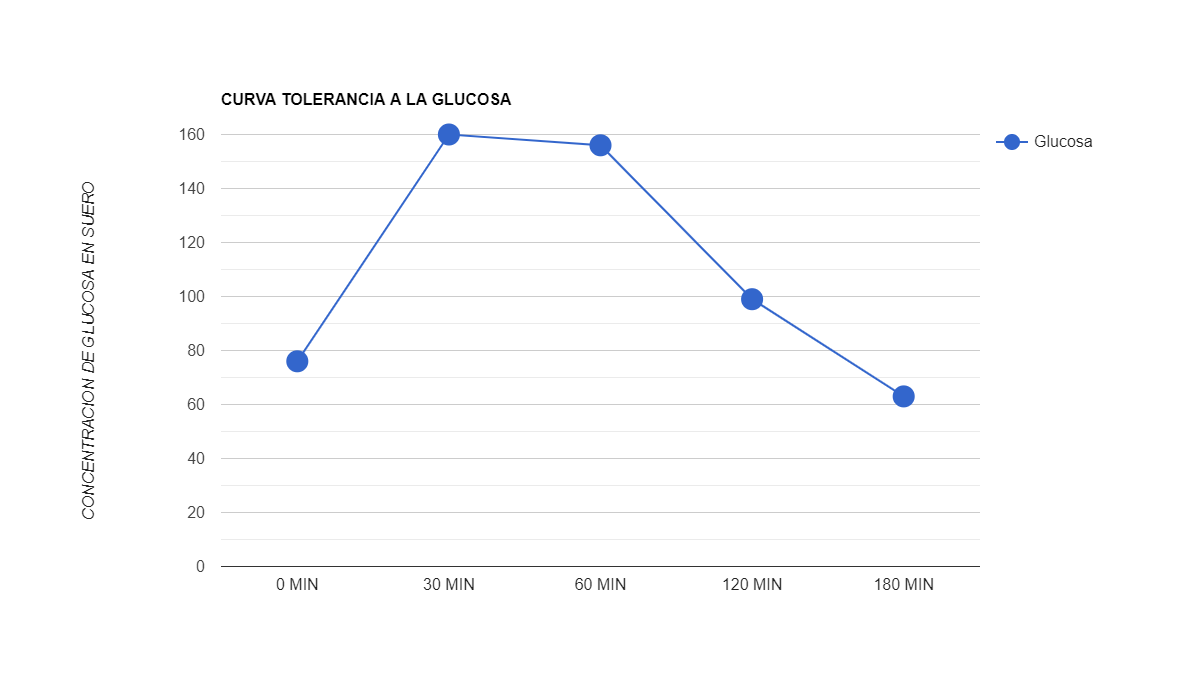 CURVA TOLERANCIA A LA GLUCOSA
CONCENTRACION DE GLUCOSA EN SUERO
160
140
120
100
80
60
40
20
0
0 MIN
30 MIN
60 MIN
120 MIN
180 MIN
Glucosa